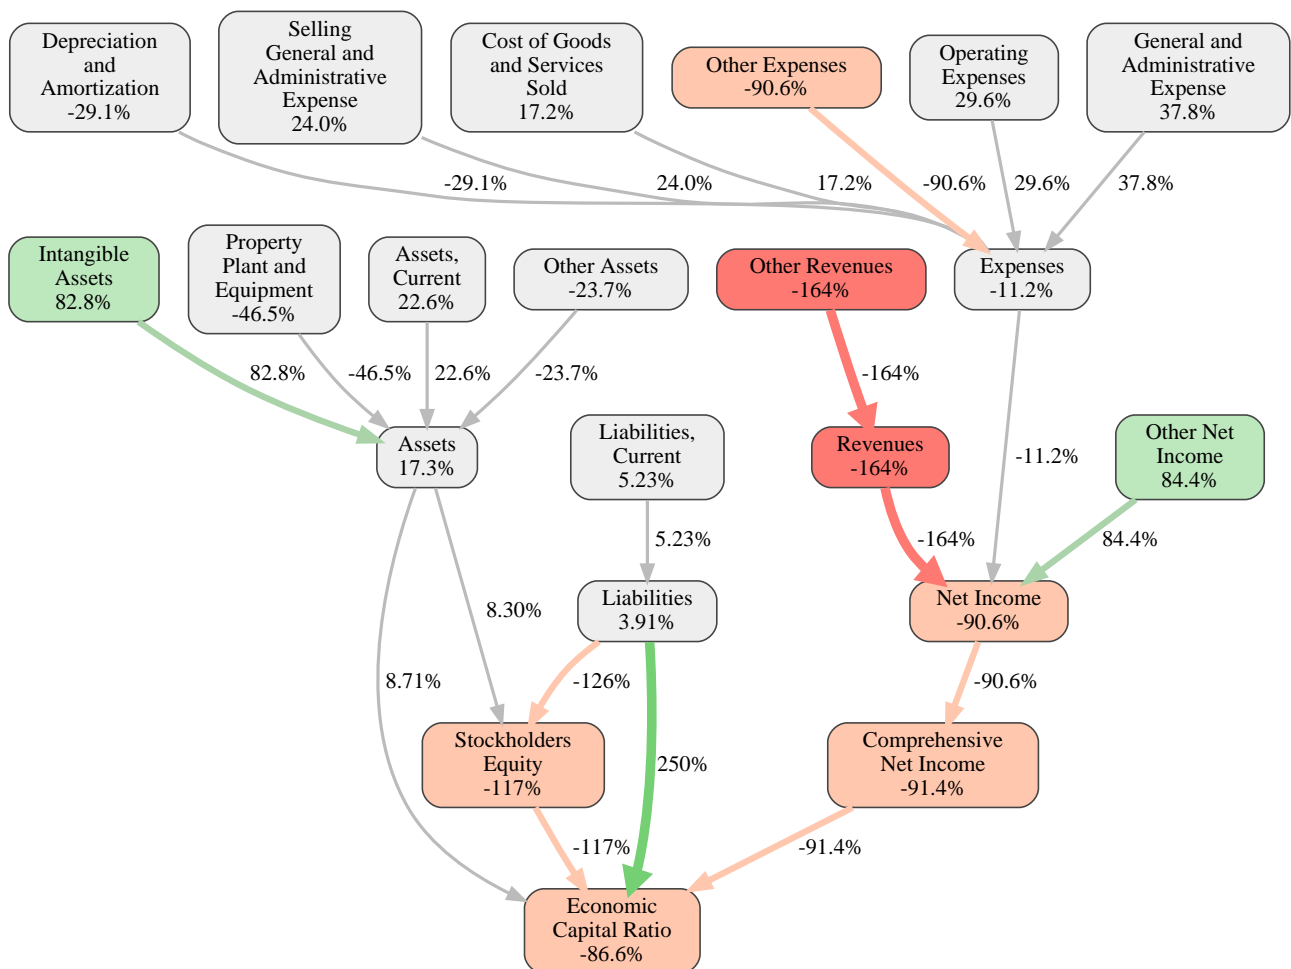 Depreciation
and
Amortization
-29.1%
Selling
General and
Administrative
Expense
24.0%
Cost of Goods
and Services
Sold
17.2%
Other Expenses
-90.6%
Operating
Expenses
29.6%
General and
Administrative
Expense
37.8%
-29.1%
24.0%
17.2%
-90.6%
29.6%
37.8%
Intangible
Assets
82.8%
Property
Plant and
Equipment
-46.5%
Assets,
Current
22.6%
Other Assets
-23.7%
Other Revenues
-164%
Expenses
-11.2%
82.8%
-46.5%
22.6%
-23.7%
-164%
Assets
17.3%
Liabilities,
Current
5.23%
Revenues
-164%
-11.2%
Other Net
Income
84.4%
5.23%
-164%
84.4%
8.30%
Liabilities
3.91%
Net Income
-90.6%
8.71%
-126%
-90.6%
Stockholders
Equity
-117%
250%
Comprehensive
Net Income
-91.4%
-117%
-91.4%
Economic
Capital Ratio
-86.6%